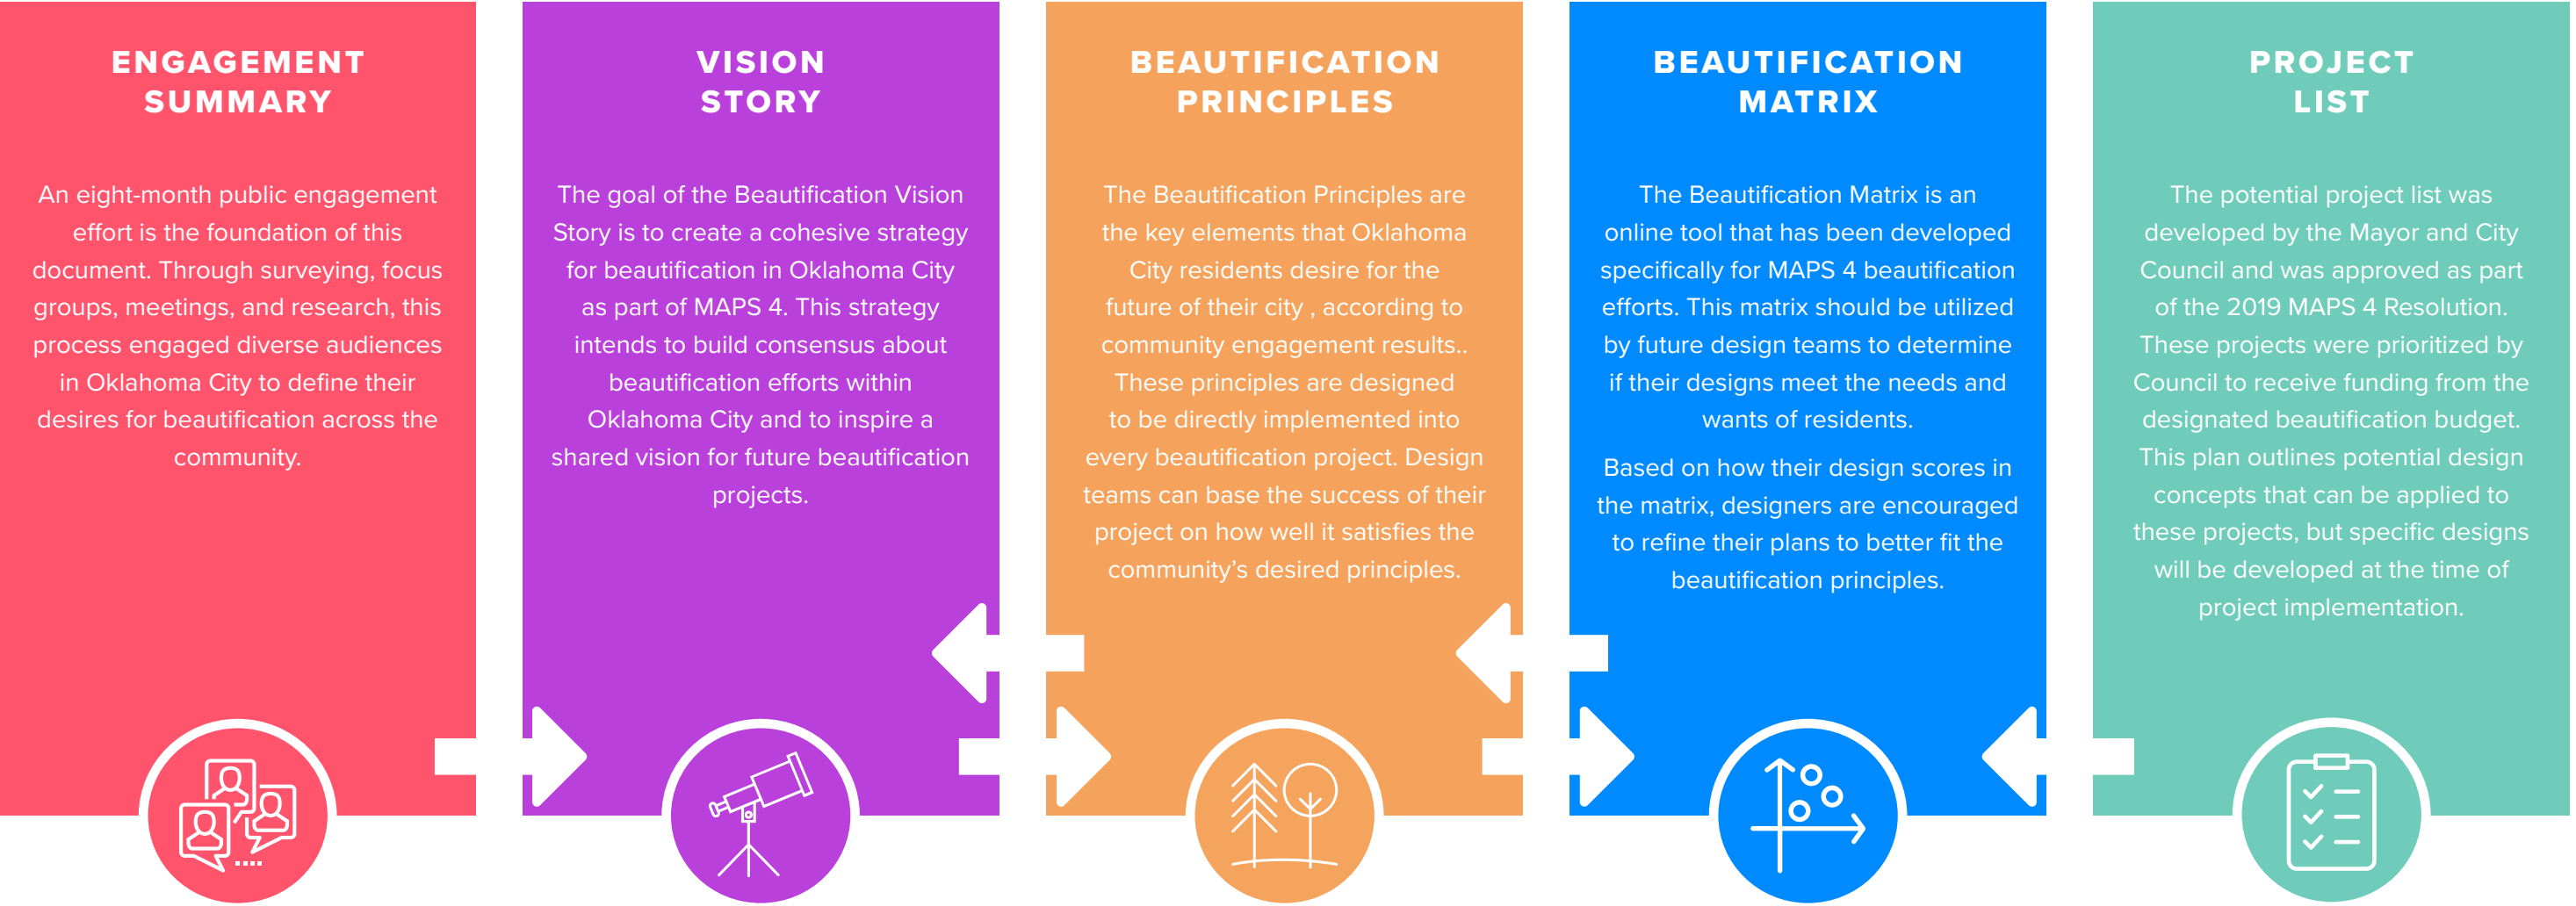 ENGAGEMENT
SUMMARY
An eight-month public engagement
effort is the foundation of this
document. Through surveying, focus
groups, meetings, and research, this
process engaged diverse audiences
in Oklahoma City to define their
desires for beautification across the
community.
VISION
STORY
The goal of the Beautification Vision
Story is to create a cohesive strategy
for beautification in Oklahoma City
as part of MAPS 4. This strategy
intends to build consensus about
beautification efforts within
Oklahoma City and to inspire a
shared vision for future beautification
projects.
BEAUTIFICATION
PRINCIPLES
The Beautification Principles are
the key elements that Oklahoma
City residents desire for the
future of their city , according to
community engagement results..
These principles are designed
to be directly implemented into
every beautification project. Design
teams can base the success of their
project on how well it satisfies the
community’s desired principles.
BEAUTIFICATION
MATRIX
The Beautification Matrix is an
online tool that has been developed
specifically for MAPS 4 beautification
efforts. This matrix should be utilized
by future design teams to determine
if their designs meet the needs and
wants of residents.
Based on how their design scores in
the matrix, designers are encouraged
to refine their plans to better fit the
beautification principles.
PROJECT
LIST
The potential project list was
developed by the Mayor and City
Council and was approved as part
of the 2019 MAPS 4 Resolution.
These projects were prioritized by
Council to receive funding from the
designated beautification budget.
This plan outlines potential design
concepts that can be applied to
these projects, but specific designs
will be developed at the time of
project implementation.